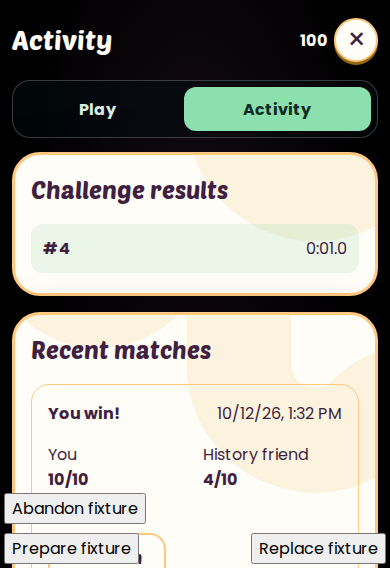 Activity
100 ×
Play Activity
Challenge results
#4 0:01.0
Recent matches
You win! 10/12/26, 1:32 PM
You History friend
10/10 4/10
Abandon fixture
Prepare fixture Replace fixture